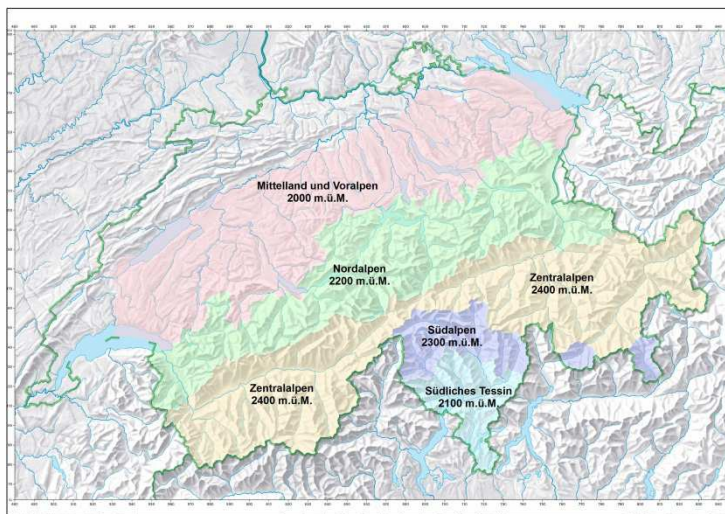 Mittelland und Voralpen
2000 m.ü.M.
Nordalpen
2200 m.ü.M.
Zentralalpen
2400 m.ü.M.
Südalpen
2300 m.ü.M.
Zentralalpen
2400 m.ü.M.
Südliches Tessin
2100 m.ü.M.